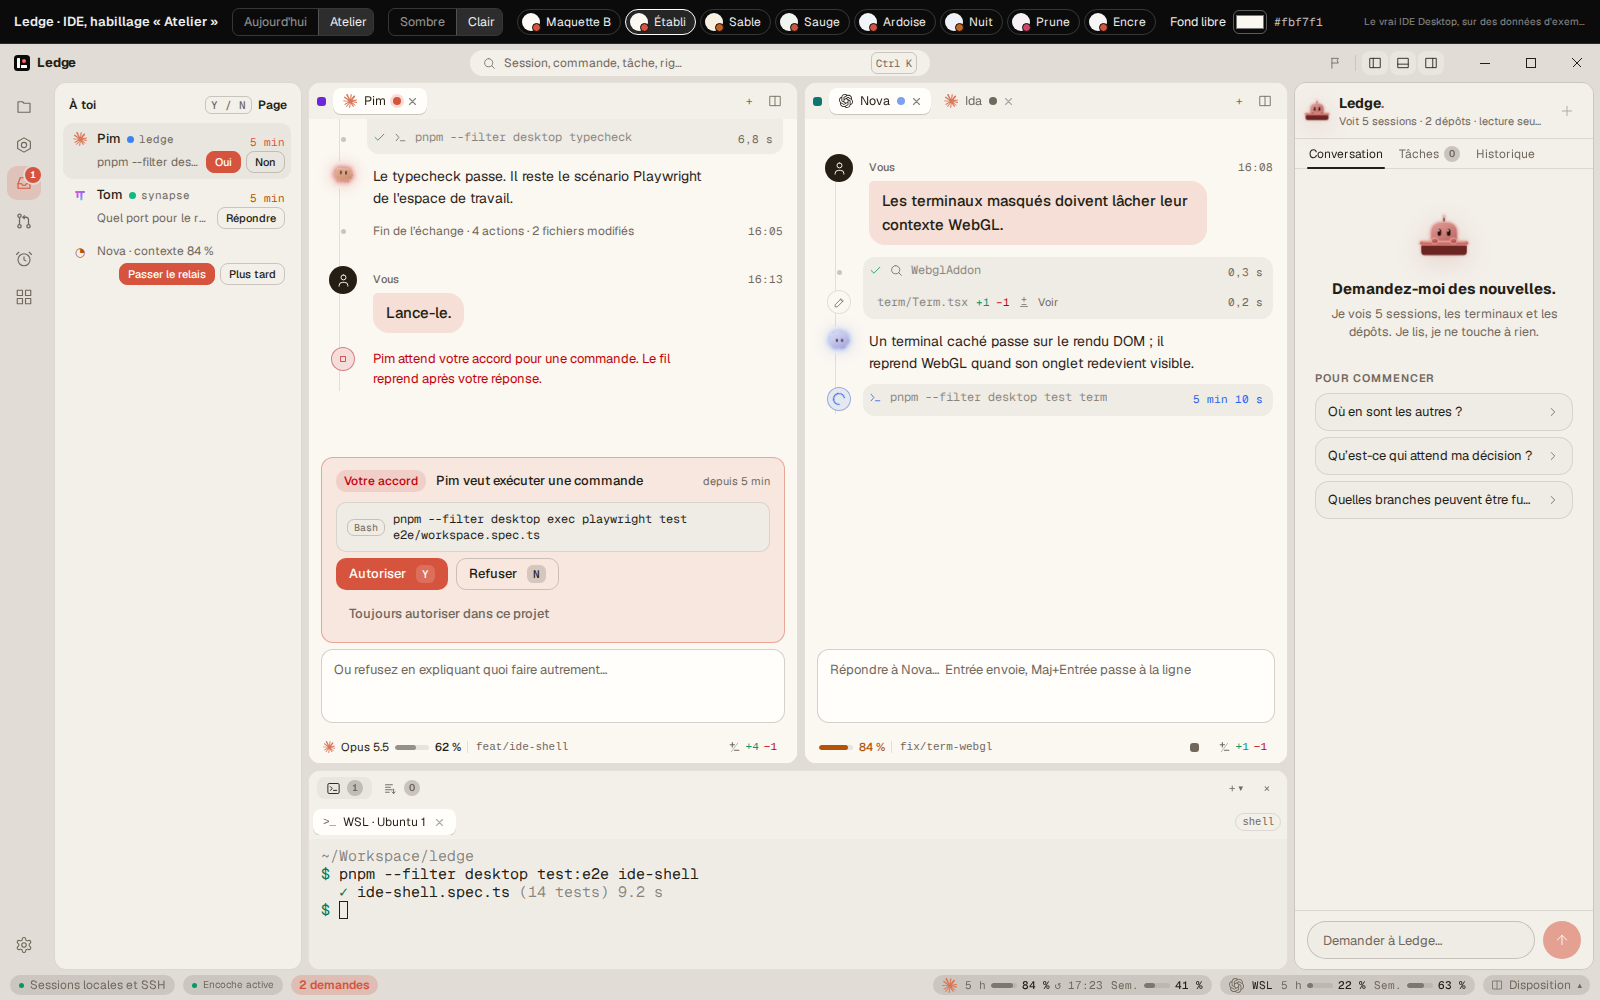 Ledge · IDE, habillage « Atelier »
Aujourd'hui
Atelier
Sombre
Clair
Maquette B
Établi
Sable
Sauge
Ardoise
Nuit
Prune
Encre
Fond libre
#fbf7f1
Le vrai IDE Desktop, sur des données d'exem…
Ledge
Session, commande, tâche, rig…
Ctrl K
1
À toi
Y / N
Page
Pim
ledge
5 min
pnpm --filter des…
Oui
Non
Tom
synapse
5 min
Quel port pour le r…
Répondre
Nova · contexte 84 %
Passer le relais
Plus tard
Pim
pnpm --filter desktop typecheck
6,8 s
Le typecheck passe. Il reste le scénario Playwright
de l'espace de travail.
Fin de l'échange · 4 actions · 2 fichiers modifiés
16:05
Vous
16:13
Lance-le.
Pim attend votre accord pour une commande. Le fil
reprend après votre réponse.
Votre accord
Pim veut exécuter une commande
depuis 5 min
Bash
pnpm --filter desktop exec playwright test
e2e/workspace.spec.ts
Autoriser
Y
Refuser
N
Toujours autoriser dans ce projet
Ou refusez en expliquant quoi faire autrement…
Opus 5.5
62 %
feat/ide-shell
+4 −1
Nova
Ida
Vous
16:08
Les terminaux masqués doivent lâcher leur
contexte WebGL.
WebglAddon
0,3 s
term/Term.tsx +1 −1
Voir
0,2 s
Un terminal caché passe sur le rendu DOM ; il
reprend WebGL quand son onglet redevient visible.
pnpm --filter desktop test term
5 min 10 s
Répondre à Nova… Entrée envoie, Maj+Entrée passe à la ligne
84 %
fix/term-webgl
+1 −1
1
0
>_ WSL · Ubuntu 1
shell
~/Workspace/ledge
$ pnpm --filter desktop test:e2e ide-shell
✓ ide-shell.spec.ts (14 tests) 9.2 s
$
Ledge.
Voit 5 sessions · 2 dépôts · lecture seu…
Conversation
Tâches
0
Historique
Demandez-moi des nouvelles.
Je vois 5 sessions, les terminaux et les
dépôts. Je lis, je ne touche à rien.
POUR COMMENCER
Où en sont les autres ?
Qu'est-ce qui attend ma décision ?
Quelles branches peuvent être fu…
Demander à Ledge…
Sessions locales et SSH
Encoche active
2 demandes
5 h
84 %
↺ 17:23
Sem.
41 %
WSL
5 h
22 %
Sem.
63 %
Disposition